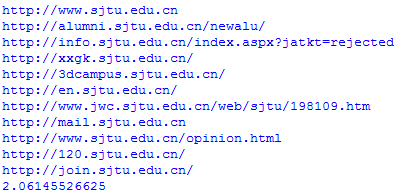 http://www.sjtu.edu.cn
http://alumni.sjtu.edu.cn/newalu/
http://info.sjtu.edu.cn/index.aspx?jatkt=rejected
http://xxgk.sjtu.edu.cn/
http://3dcampus.sjtu.edu.cn/
http://en.sjtu.edu.cn/
http://www.jwc.sjtu.edu.cn/web/sjtu/198109.htm
http://mail.sjtu.edu.cn
http://www.sjtu.edu.cn/opinion.html
http://120.sjtu.edu.cn/
http://join.sjtu.edu.cn/
2.06145526625